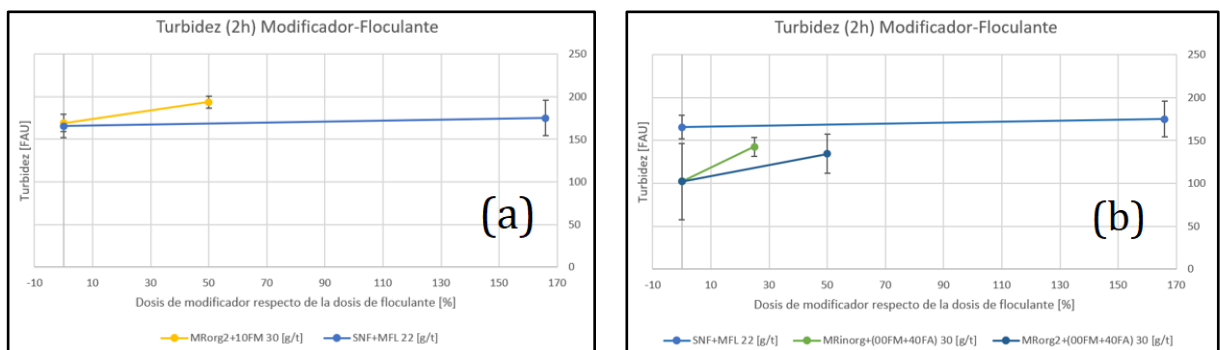 Turbidez (2h) Modificador-Floculante
250
200
150
100
50
0
Turbidez [FAU]
(a)
-10 10 30 50 70 90 110 130 150 170
Dosis de modificador respecto de la dosis de floculante [%]
MRorg2+10FM 30 [g/t] SNF+MFL 22 [g/t]
Turbidez (2h) Modificador-Floculante
250
200
150
100
50
0
Turbidez [FAU]
(b)
-10 10 30 50 70 90 110 130 150 170
Dosis de modificador respecto de la dosis de floculante [%]
SNF+MFL 22 [g/t] MRinorg+(00FM+40FA) 30 [g/t] MRorg2+(00FM+40FA) 30 [g/t]